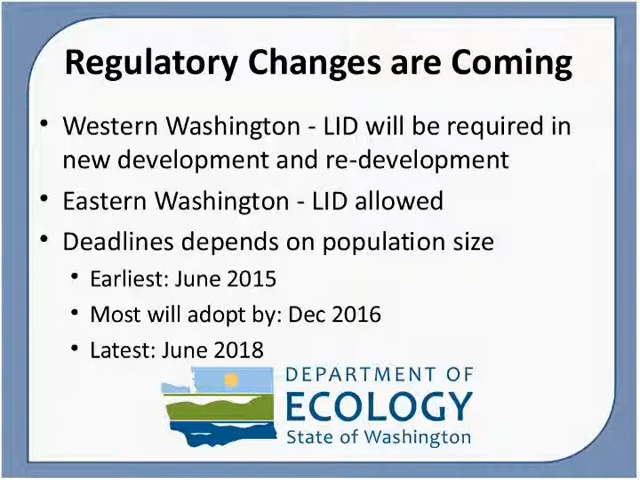 Regulatory Changes are Coming
• Western Washington - LID will be required in
new development and re-development
• Eastern Washington - LID allowed
• Deadlines depends on population size
• Earliest: June 2015
• Most will adopt by: Dec 2016
• Latest: June 2018
DEPARTMENT OF
ECOLOGY
State of Washington